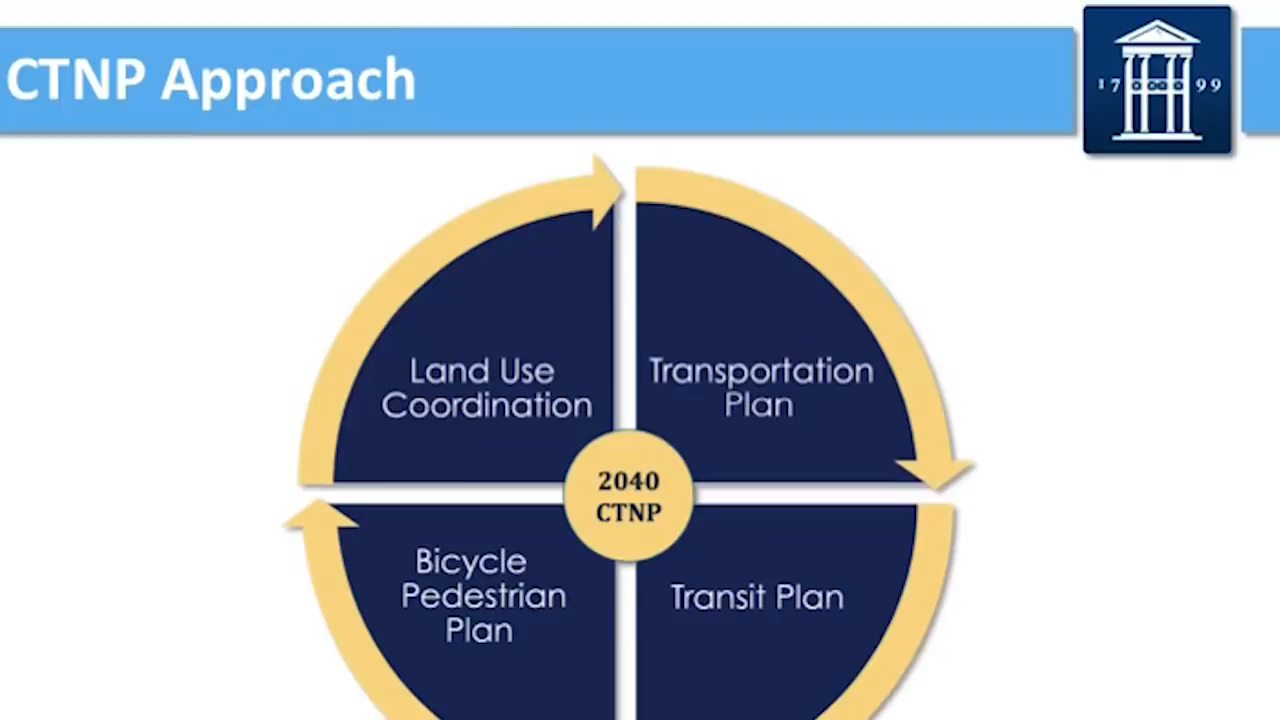 CTNP Approach
17 99
Land Use
Coordination
Transportation
Plan
2040
CTNP
Bicycle
Pedestrian
Plan
Transit Plan